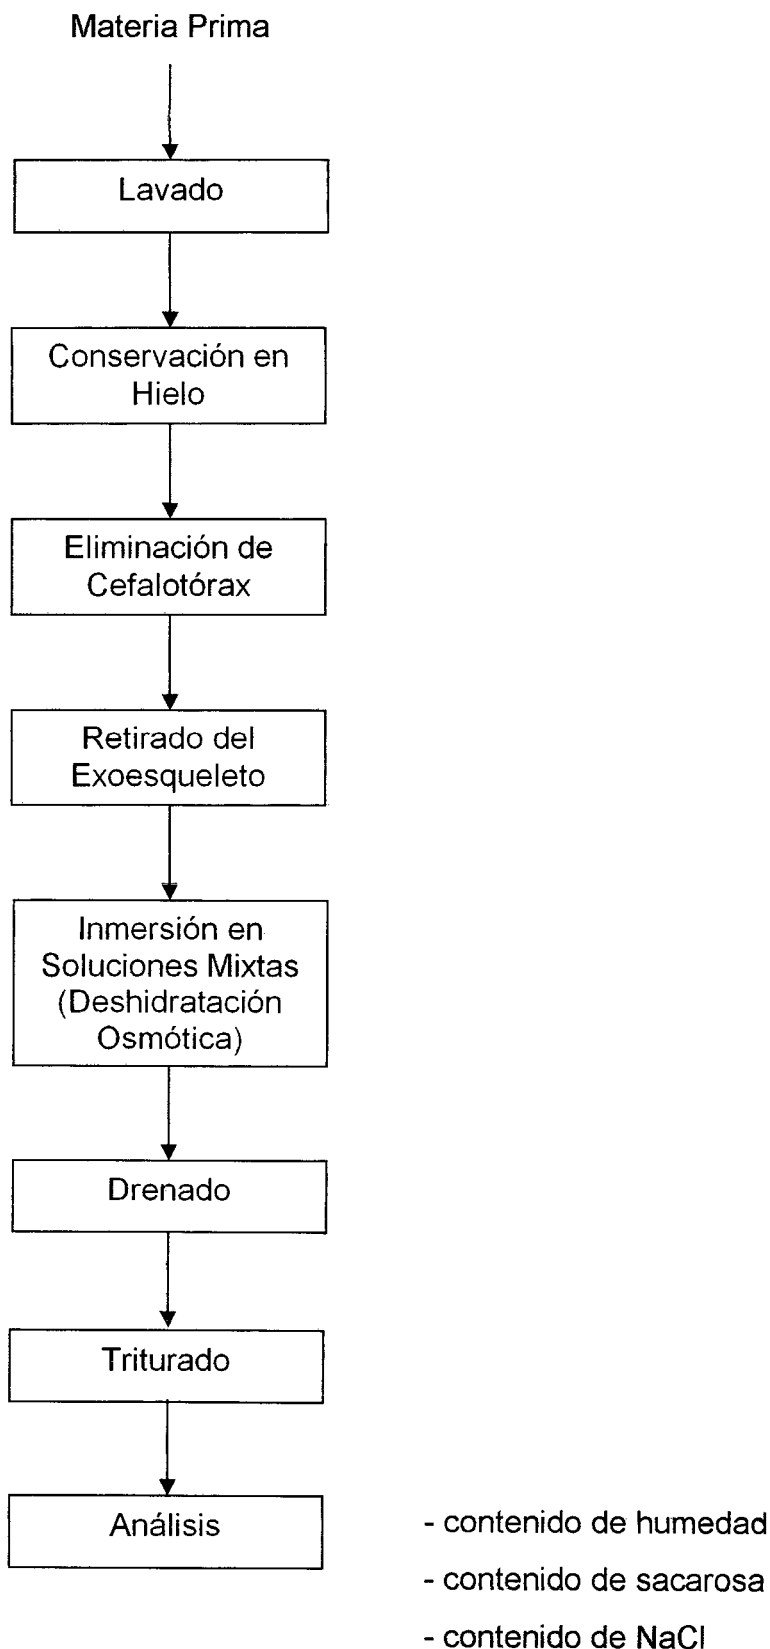 Materia Prima
Lavado
Conservación en
Hielo
Eliminación de
Cefalotórax
Retirado del
Exoesqueleto
Inmersión en
Soluciones Mixtas
(Deshidratación
Osmótica)
Drenado
Triturado
Análisis
- contenido de humedad
- contenido de sacarosa
- contenido de NaCl